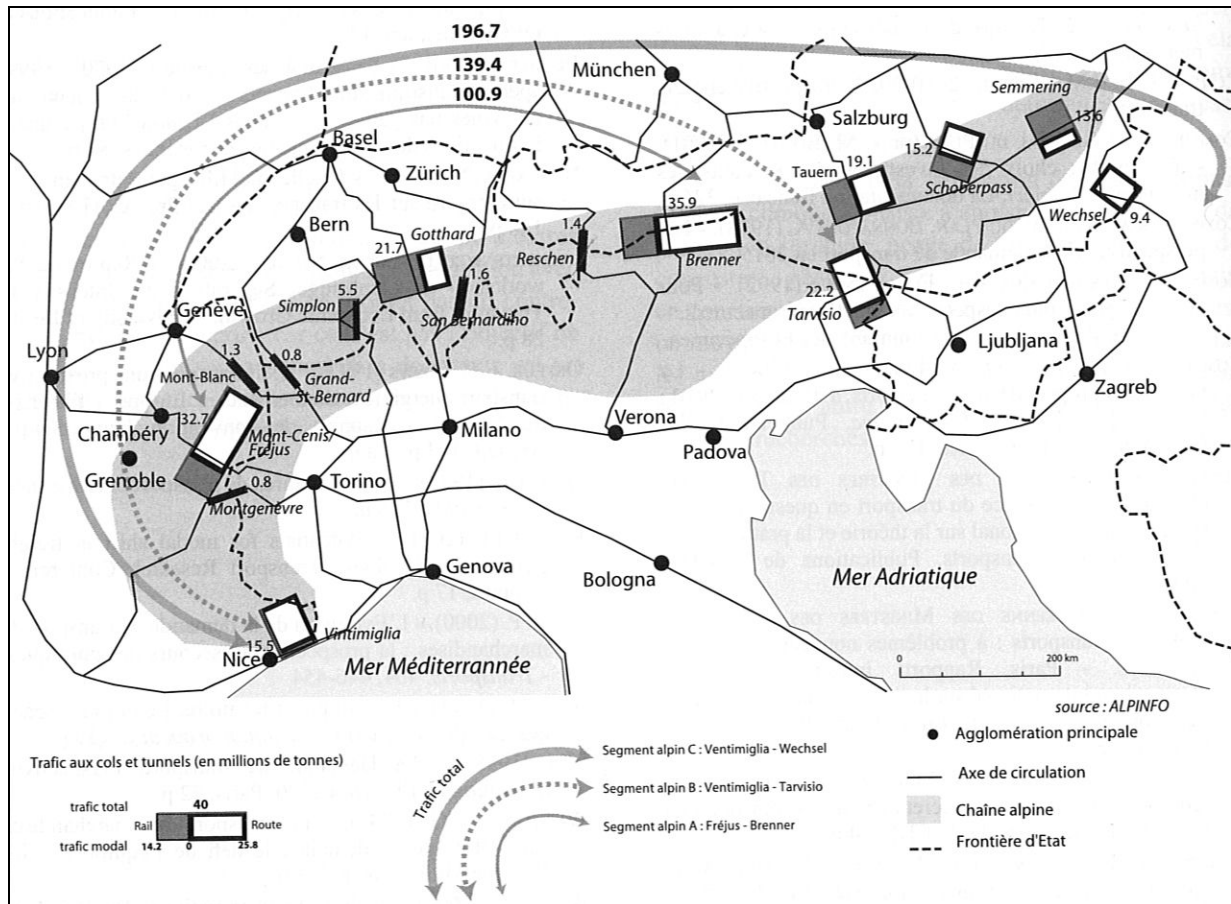 196.7
139.4
100.9
München
Semmering
13.6
Salzburg
Basel
Zürich
15.2
Tauern
19.1
Schoberpass
Bern
35.9
1.4
Wechsel
9.4
Gotthard
21.7
Reschen
Brenner
1.6
5.5
Simplon
San Bernardino
22.2
Tarvisio
Genève
Ljubljana
Lyon
1.3
0.8
Mont-Blanc
Grand-
St-Bernard
Zagreb
32.7
Chambéry
Mont-Cenis/
Fréjus
Milano
Verona
Padova
Grenoble
0.8
Torino
Montgenèvre
Genova
Bologna
Mer Adriatique
Vintimiglia
15.5
Nice
Mer Méditerrannée
0
200 km
source : ALPINFO
Agglomération principale
Axe de circulation
Chaîne alpine
Frontière d'Etat
Trafic aux cols et tunnels (en millions de tonnes)
trafic total
40
Rail
Route
trafic modal
14.2
0
25.8
Trafic total
Segment alpin C : Ventimiglia - Wechsel
Segment alpin B : Ventimiglia - Tarvisio
Segment alpin A : Fréjus - Brenner